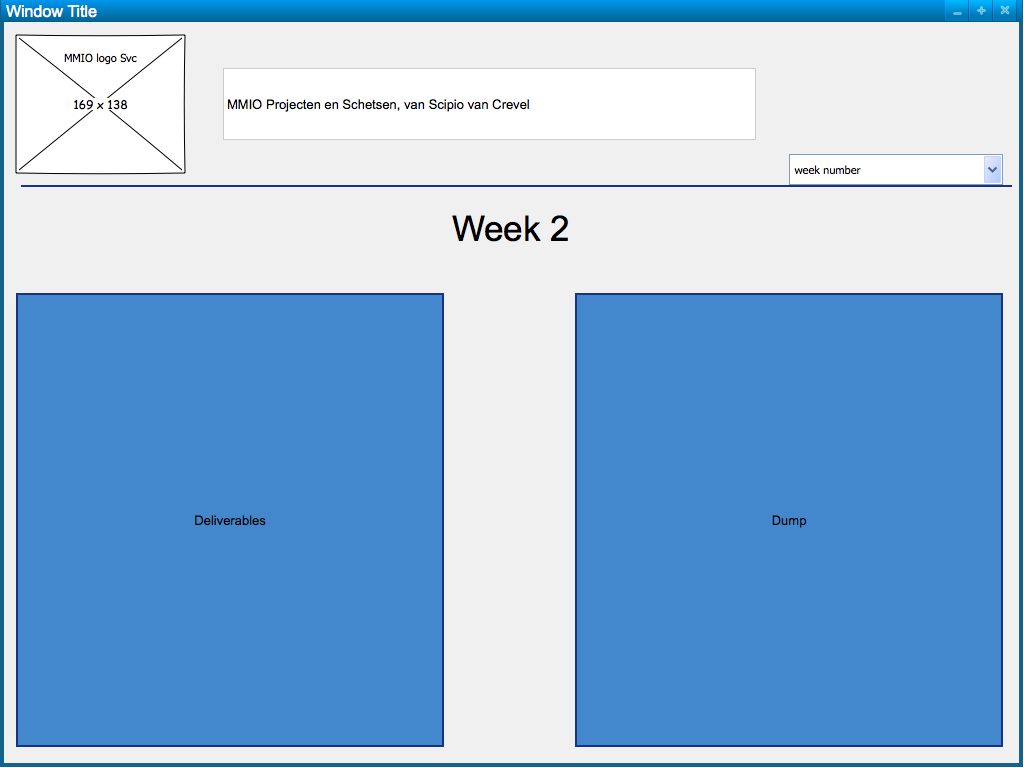 Window Title
MMIO logo Svc
169 x 138
MMIO Projecten en Schetsen, van Scipio van Crevel
week number
Week 2
Deliverables
Dump